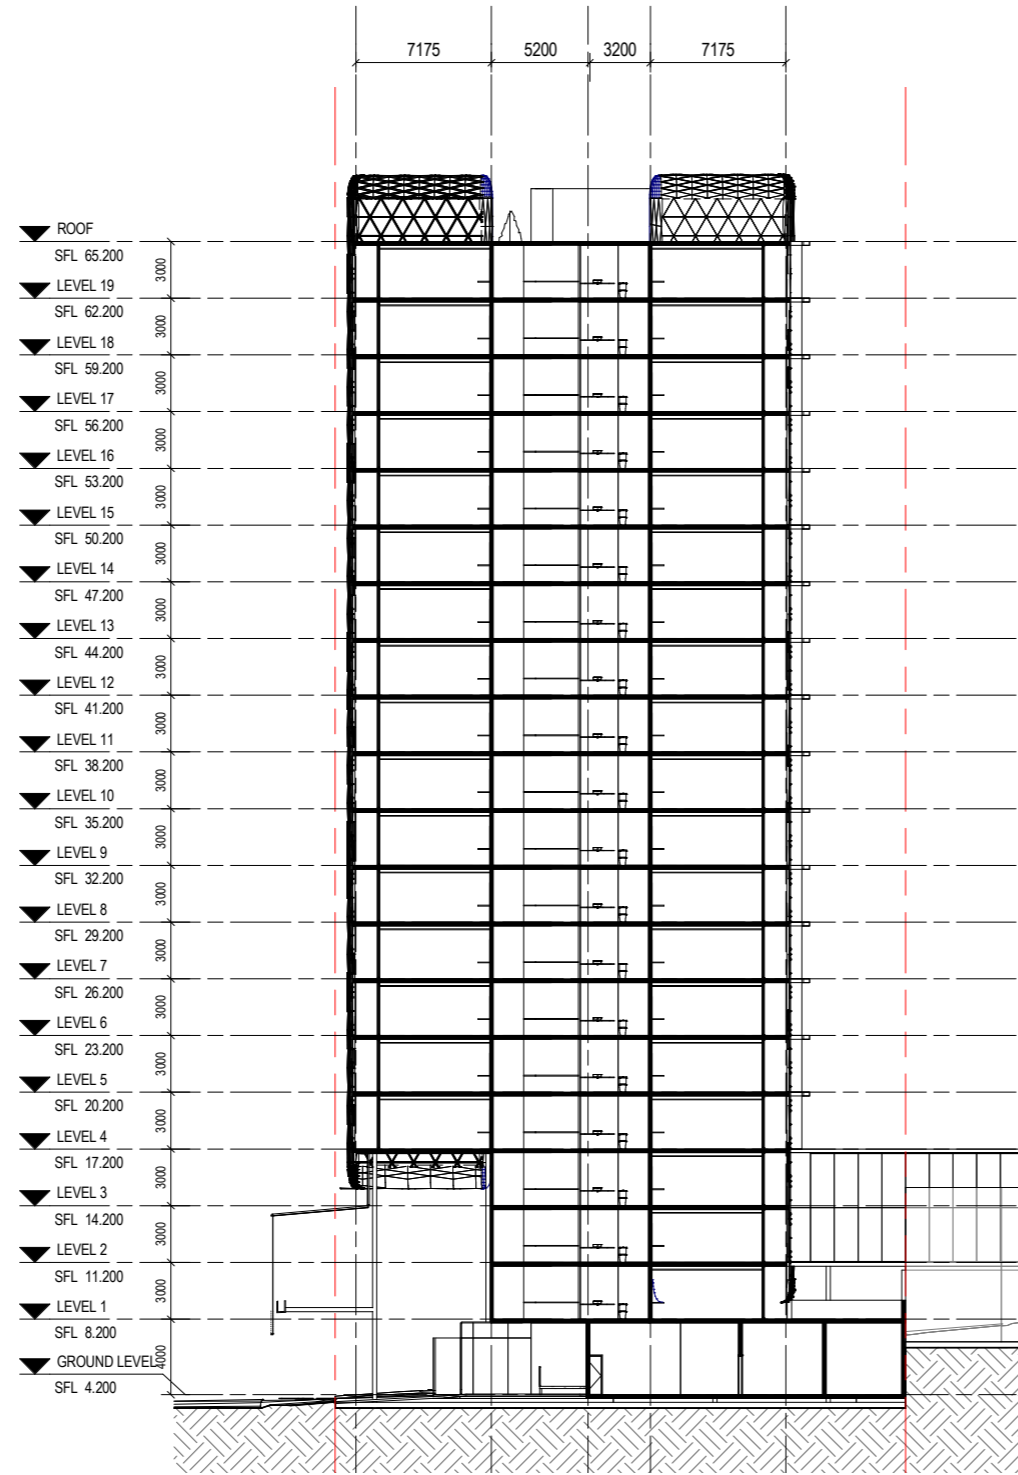 7175 5200 3200 7175
ROOF
SFL 65.200
3000
LEVEL 19
SFL 62.200
3000
LEVEL 18
SFL 59.200
3000
LEVEL 17
SFL 56.200
3000
LEVEL 16
SFL 53.200
3000
LEVEL 15
SFL 50.200
3000
LEVEL 14
SFL 47.200
3000
LEVEL 13
SFL 44.200
3000
LEVEL 12
SFL 41.200
3000
LEVEL 11
SFL 38.200
3000
LEVEL 10
SFL 35.200
3000
LEVEL 9
SFL 32.200
3000
LEVEL 8
SFL 29.200
3000
LEVEL 7
SFL 26.200
3000
LEVEL 6
SFL 23.200
3000
LEVEL 5
SFL 20.200
3000
LEVEL 4
SFL 17.200
3000
LEVEL 3
SFL 14.200
3000
LEVEL 2
SFL 11.200
3000
LEVEL 1
SFL 8.200
4000
GROUND LEVEL
SFL 4.200